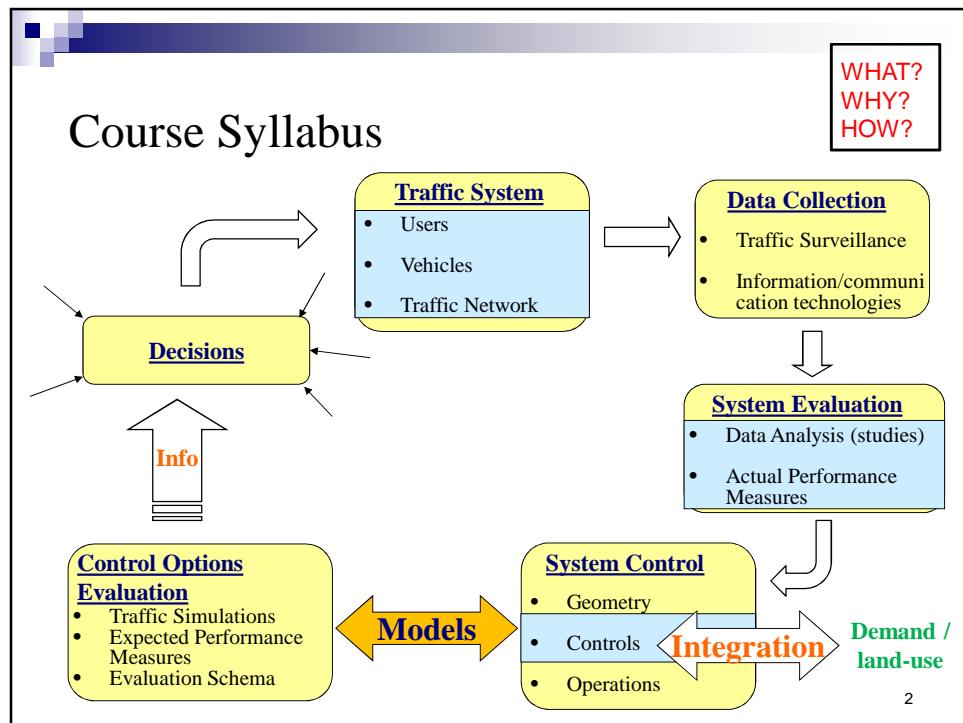 WHAT?
WHY?
HOW?
Course Syllabus
Traffic System
• Users
• Vehicles
• Traffic Network
Data Collection
• Traffic Surveillance
• Information/communi
cation technologies
Decisions
System Evaluation
• Data Analysis (studies)
• Actual Performance
Measures
Info
Control Options
Evaluation
• Traffic Simulations
• Expected Performance
Measures
• Evaluation Schema
Models
System Control
• Geometry
• Controls
• Operations
Integration
Demand /
land-use
2